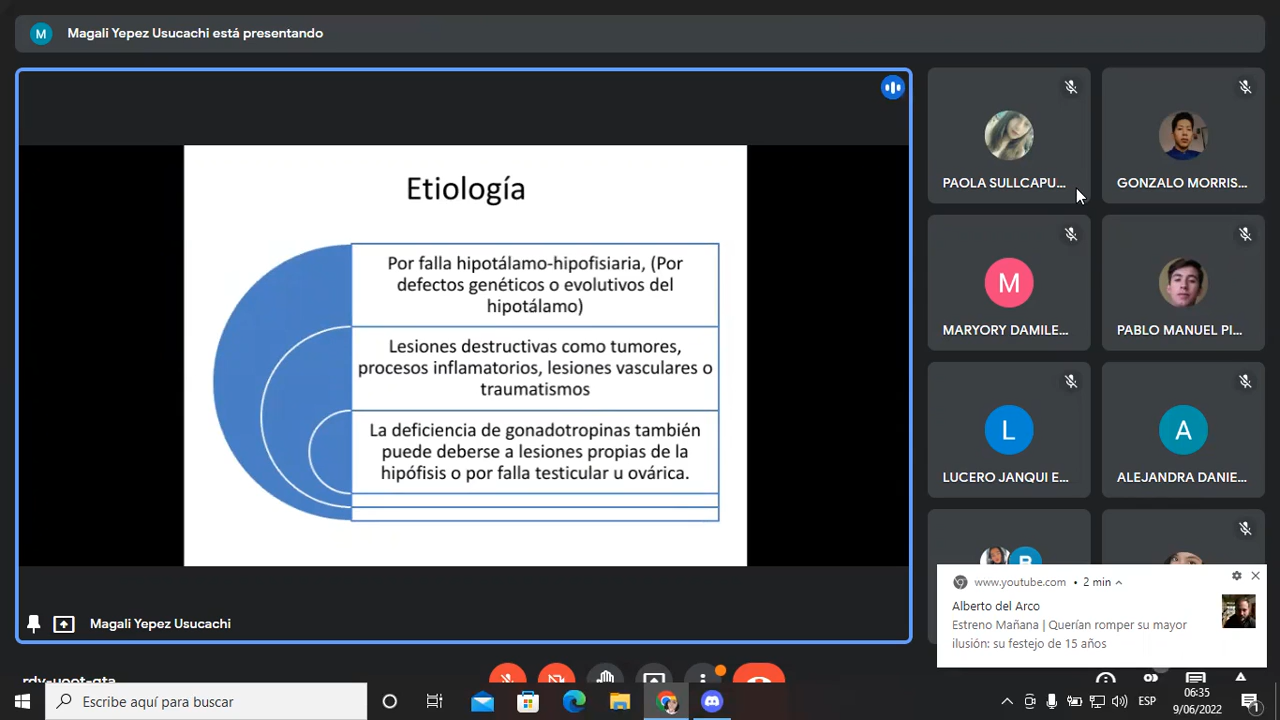 M
Magali Yepez Usucachi está presentando
Etiología
Por falla hipotálamo-hipofisiaria, (Por
defectos genéticos o evolutivos del
hipotálamo)
Lesiones destructivas como tumores,
procesos inflamatorios, lesiones vasculares o
traumatismos
La deficiencia de gonadotropinas también
puede deberse a lesiones propias de la
hipófisis o por falla testicular u ovárica.
Magali Yepez Usucachi
PAOLA SULLCAPU...
GONZALO MORRIS...
M
MARYORY DAMILE...
PABLO MANUEL PI...
L
LUCERO JANQUI E...
A
ALEJANDRA DANIE...
B
www.youtube.com • 2 min
Alberto del Arco
Estreno Mañana | Querían romper su mayor
ilusión: su festejo de 15 años
Escribe aquí para buscar
ESP
06:35
9/06/2022
1